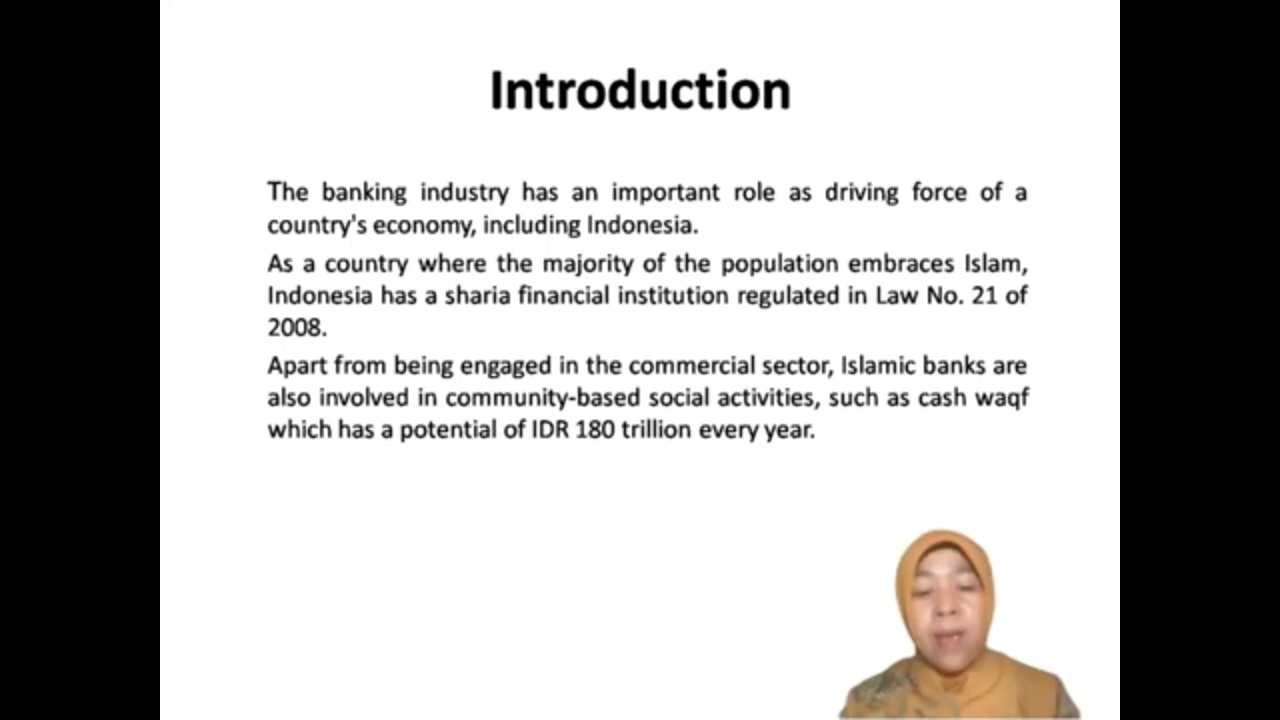 Introduction
The banking industry has an important role as driving force of a
country's economy, including Indonesia.
As a country where the majority of the population embraces Islam,
Indonesia has a sharia financial institution regulated in Law No. 21 of
2008.
Apart from being engaged in the commercial sector, Islamic banks are
also involved in community-based social activities, such as cash waqf
which has a potential of IDR 180 trillion every year.